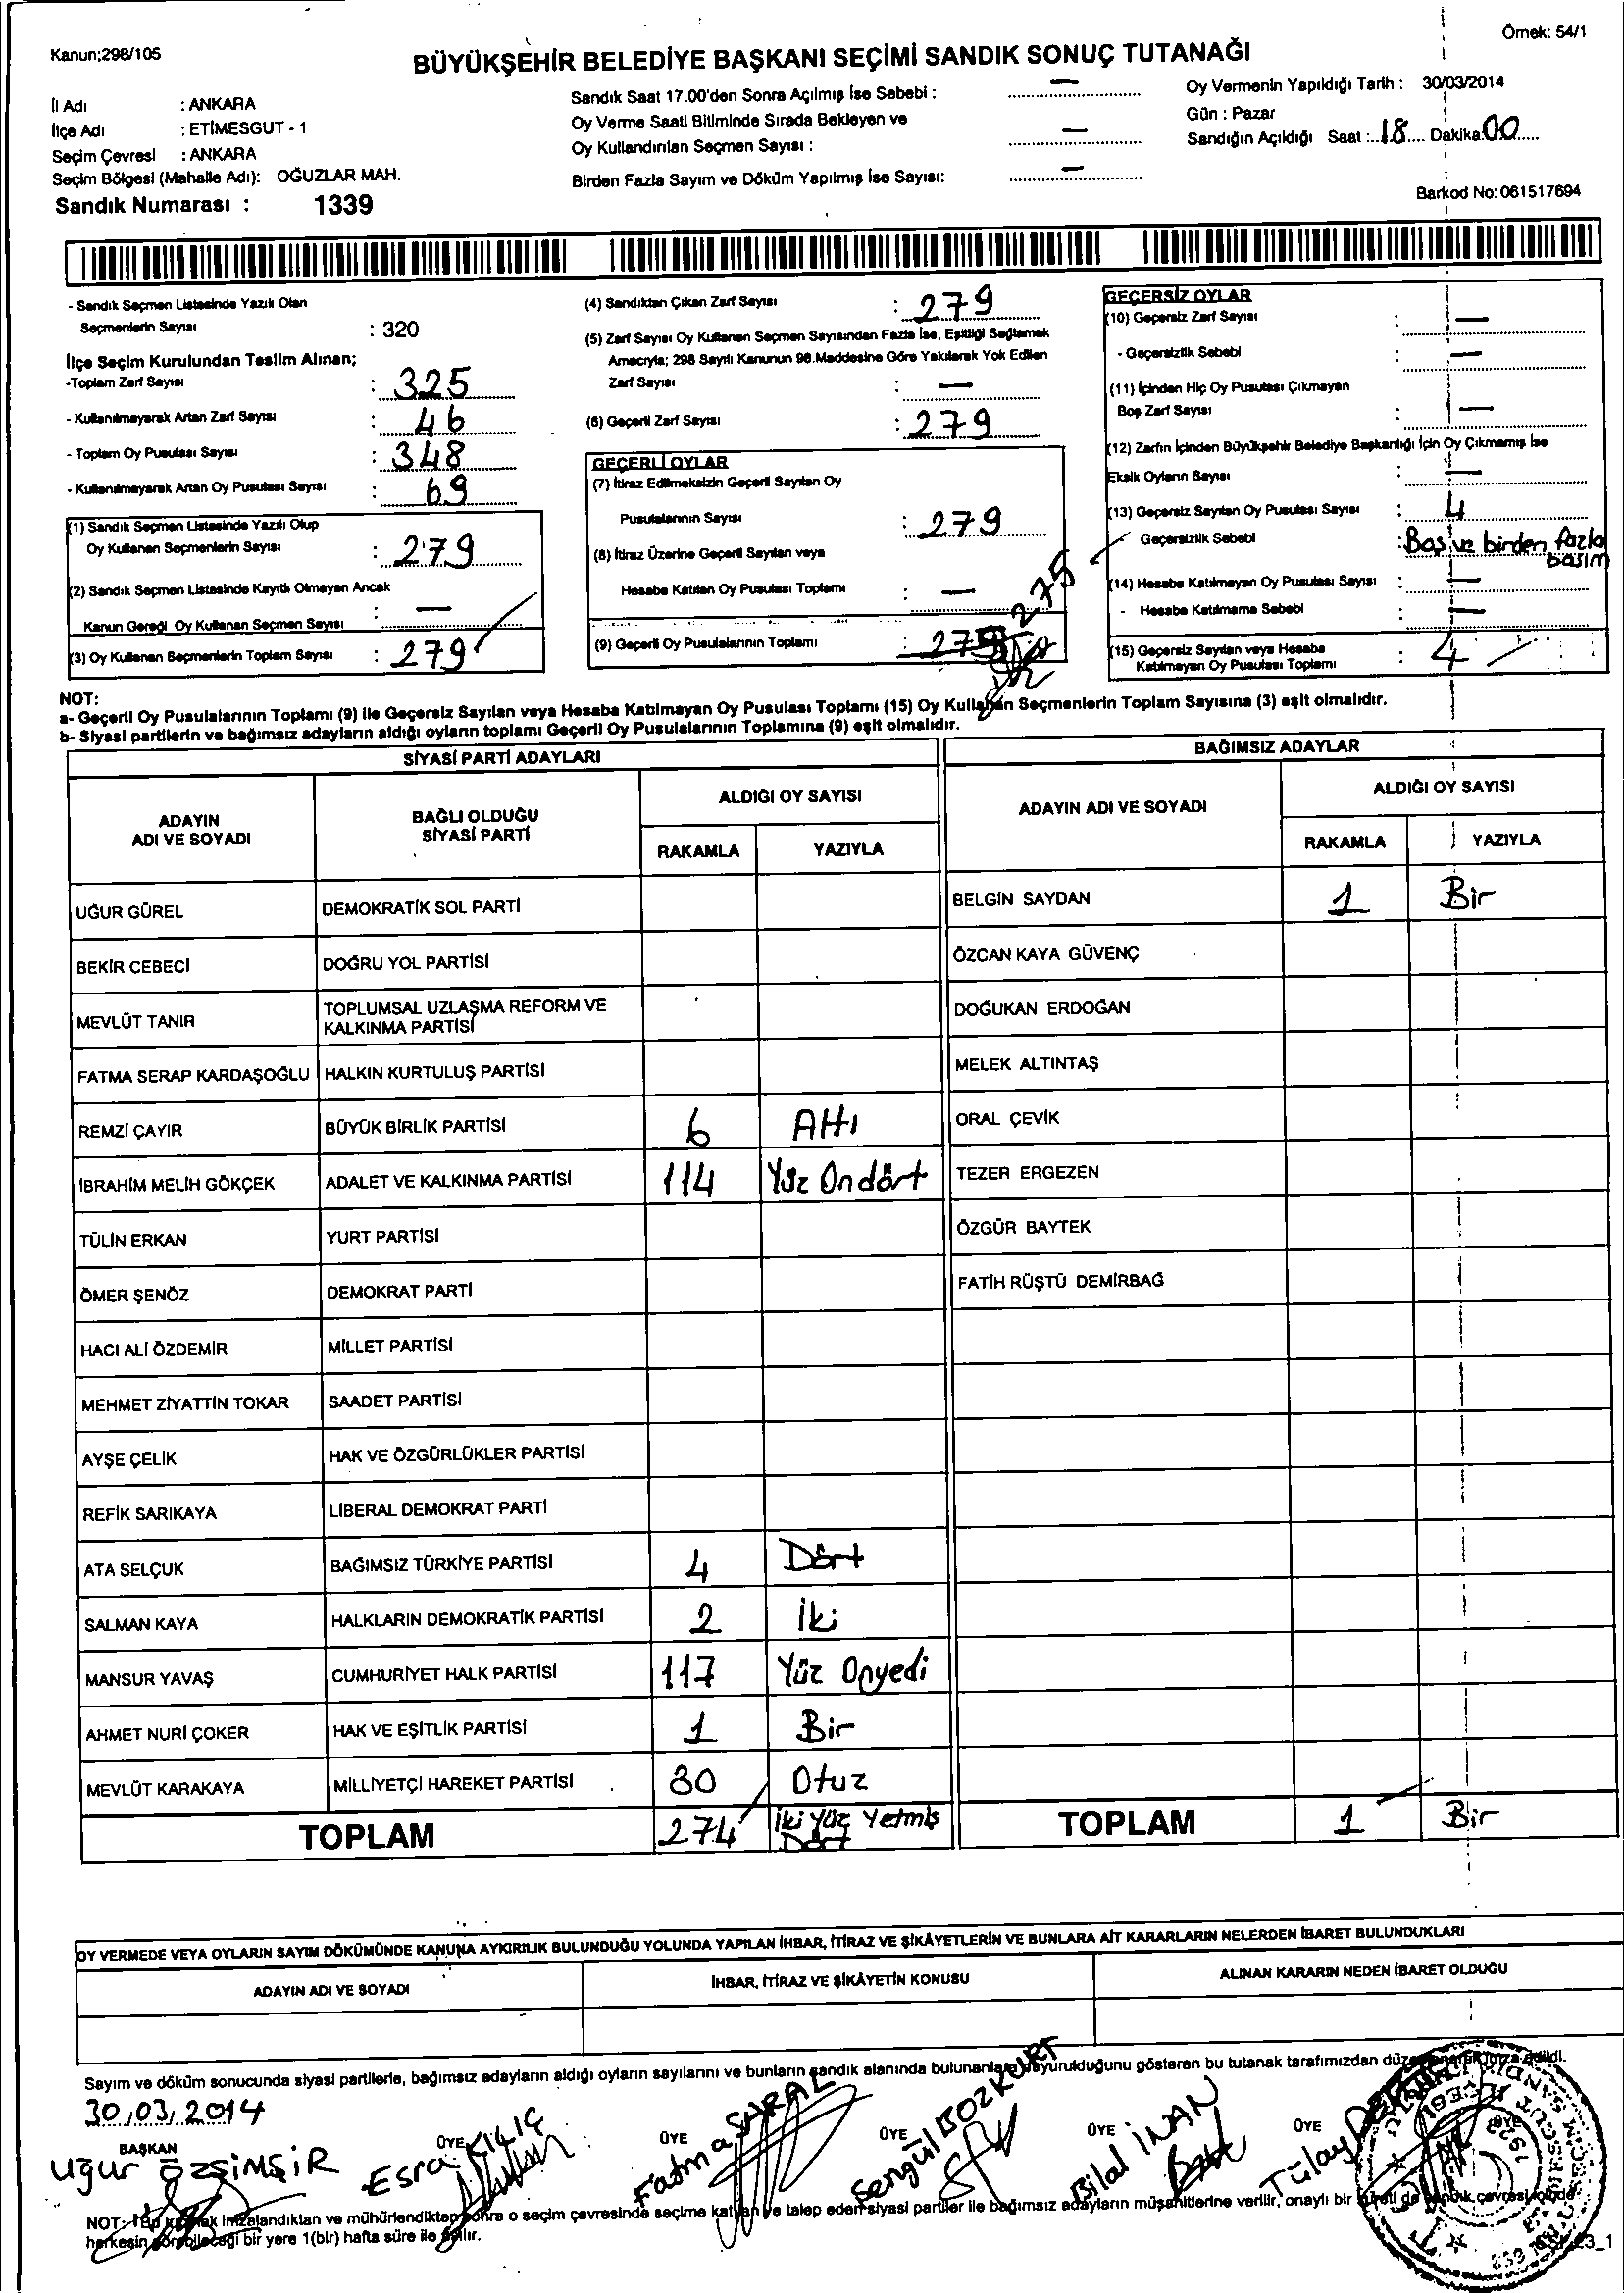 Kanun;298/105
Örnek: 54/1
BÜYÜKŞEHİR BELEDİYE BAŞKANI SEÇİMİ SANDIK SONUÇ TUTANAĞI
İl Adı : ANKARA
İlçe Adı : ETİMESGUT - 1
Seçim Çevresi : ANKARA
Seçim Bölgesi (Mahalle Adı): OĞUZLAR MAH.
Sandık Numarası : 1339
Sandık Saat 17.00'den Sonra Açılmış İse Sebebi : —
Oy Verme Saati Bitiminde Sırada Bekleyen ve
Oy Kullandırılan Seçmen Sayısı : —
Birden Fazla Sayım ve Döküm Yapılmış İse Sayısı: —
Oy Vermenin Yapıldığı Tarih : 30/03/2014
Gün : Pazar
Sandığın Açıldığı Saat :..18.... Dakika:00.....
Barkod No: 061517694
- Sandık Seçmen Listesinde Yazılı Olan
Seçmenlerin Sayısı : 320
İlçe Seçim Kurulundan Teslim Alınan;
-Toplam Zarf Sayısı : 325
- Kullanılmayarak Artan Zarf Sayısı : 46
- Toplam Oy Pusulası Sayısı : 348
- Kullanılmayarak Artan Oy Pusulası Sayısı : 69
(1) Sandık Seçmen Listesinde Yazılı Olup
Oy Kullanan Seçmenlerin Sayısı : 279
(2) Sandık Seçmen Listesinde Kayıtlı Olmayan Ancak
Kanun Gereği Oy Kullanan Seçmen Sayısı : —
(3) Oy Kullanan Seçmenlerin Toplam Sayısı : 279
(4) Sandıktan Çıkan Zarf Sayısı : 279
(5) Zarf Sayısı Oy Kullanan Seçmen Sayısından Fazla İse, Eşitliği Sağlamak
Amacıyla; 298 Sayılı Kanunun 98.Maddesine Göre Yakılarak Yok Edilen
Zarf Sayısı : —
(6) Geçerli Zarf Sayısı : 279
GEÇERLİ OYLAR
(7) İtiraz Edilmeksizin Geçerli Sayılan Oy
Pusulalarının Sayısı : 279
(8) İtiraz Üzerine Geçerli Sayılan veya
Hesaba Katılan Oy Pusulası Toplamı : —
(9) Geçerli Oy Pusulalarının Toplamı : 279 275
GEÇERSİZ OYLAR
(10) Geçersiz Zarf Sayısı : —
- Geçersizlik Sebebi : —
(11) İçinden Hiç Oy Pusulası Çıkmayan
Boş Zarf Sayısı : —
(12) Zarfın İçinden Büyükşehir Belediye Başkanlığı İçin Oy Çıkmamış İse
Eksik Oyların Sayısı : —
(13) Geçersiz Sayılan Oy Pusulası Sayısı : 4
Geçersizlik Sebebi : Boş ve birden fazla
basım
(14) Hesaba Katılmayan Oy Pusulası Sayısı : —
- Hesaba Katılmama Sebebi : —
(15) Geçersiz Sayılan veya Hesaba
Katılmayan Oy Pusulası Toplamı : 4
NOT:
a- Geçerli Oy Pusulalarının Toplamı (9) ile Geçersiz Sayılan veya Hesaba Katılmayan Oy Pusulası Toplamı (15) Oy Kullanan Seçmenlerin Toplam Sayısına (3) eşit olmalıdır.
b- Siyasi partilerin ve bağımsız adayların aldığı oyların toplamı Geçerli Oy Pusulalarının Toplamına (9) eşit olmalıdır.
SİYASİ PARTİ ADAYLARI
ADAYIN ADI VE SOYADI BAĞLI OLDUĞU SİYASİ PARTİ ALDIĞI OY SAYISI
RAKAMLA YAZIYLA
UĞUR GÜREL DEMOKRATİK SOL PARTİ
BEKİR CEBECİ DOĞRU YOL PARTİSİ
MEVLÜT TANIR TOPLUMSAL UZLAŞMA REFORM VE KALKINMA PARTİSİ
FATMA SERAP KARDAŞOĞLU HALKIN KURTULUŞ PARTİSİ
REMZİ ÇAYIR BÜYÜK BİRLİK PARTİSİ 6 Altı
İBRAHİM MELİH GÖKÇEK ADALET VE KALKINMA PARTİSİ 114 Yüz Ondört
TÜLİN ERKAN YURT PARTİSİ
ÖMER ŞENÖZ DEMOKRAT PARTİ
HACI ALİ ÖZDEMİR MİLLET PARTİSİ
MEHMET ZİYATTİN TOKAR SAADET PARTİSİ
AYŞE ÇELİK HAK VE ÖZGÜRLÜKLER PARTİSİ
REFİK SARIKAYA LİBERAL DEMOKRAT PARTİ
ATA SELÇUK BAĞIMSIZ TÜRKİYE PARTİSİ 4 Dört
SALMAN KAYA HALKLARIN DEMOKRATİK PARTİSİ 2 İki
MANSUR YAVAŞ CUMHURİYET HALK PARTİSİ 117 Yüz Onyedi
AHMET NURİ ÇOKER HAK VE EŞİTLİK PARTİSİ 1 Bir
MEVLÜT KARAKAYA MİLLİYETÇİ HAREKET PARTİSİ 30 Otuz
TOPLAM 274 İki Yüz Yetmiş Dört
BAĞIMSIZ ADAYLAR
ADAYIN ADI VE SOYADI ALDIĞI OY SAYISI
RAKAMLA YAZIYLA
BELGİN SAYDAN 1 Bir
ÖZCAN KAYA GÜVENÇ
DOĞUKAN ERDOĞAN
MELEK ALTINTAŞ
ORAL ÇEVİK
TEZER ERGEZEN
ÖZGÜR BAYTEK
FATİH RÜŞTÜ DEMİRBAĞ
TOPLAM 1 Bir
OY VERMEDE VEYA OYLARIN SAYIM DÖKÜMÜNDE KANUNA AYKIRILIK BULUNDUĞU YOLUNDA YAPILAN İHBAR, İTİRAZ VE ŞİKÂYETLERİN VE BUNLARA AİT KARARLARIN NELERDEN İBARET BULUNDUKLARI
ADAYIN ADI VE SOYADI İHBAR, İTİRAZ VE ŞİKÂYETİN KONUSU ALINAN KARARIN NEDEN İBARET OLDUĞU
Sayım ve döküm sonucunda siyasi partilerle, bağımsız adayların aldığı oyların sayılarını ve bunların sandık alanında bulunanlara duyurulduğunu gösteren bu tutanak tarafımızdan
30/03/2014
BAŞKAN ÜYE ÜYE ÜYE ÜYE ÜYE ÜYE
Uğur ÖZŞİMŞİR Esra KILIÇ Fatma SARAL Şengül BOZKURT Bilal İNAN Tülay
NOT: imzalandıktan ve mühürlendikten sonra o seçim çevresinde seçime katılan ve talep eden siyasi partiler ile bağımsız adayların müşahitlerine verilir, onaylı bir
herkesin görebileceği bir yere 1(bir) hafta süre ile asılır.